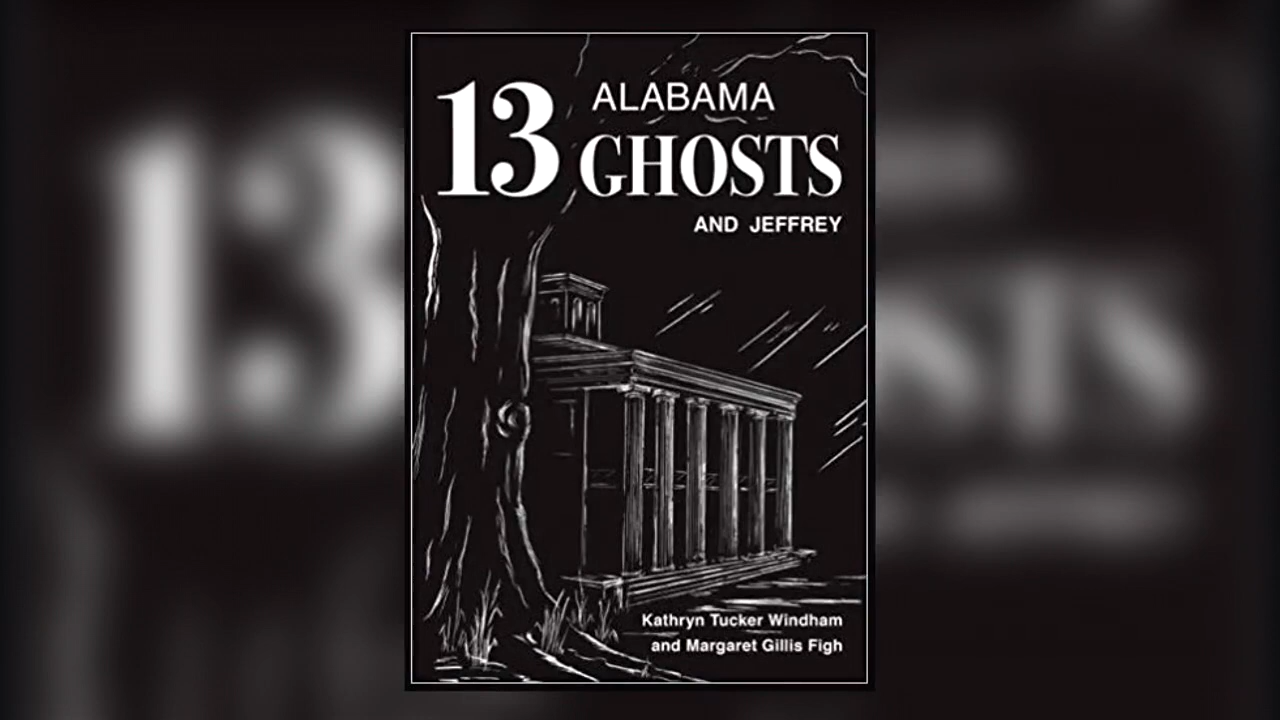 13 ALABAMA
GHOSTS
AND JEFFREY
Kathryn Tucker Windham
and Margaret Gillis Figh